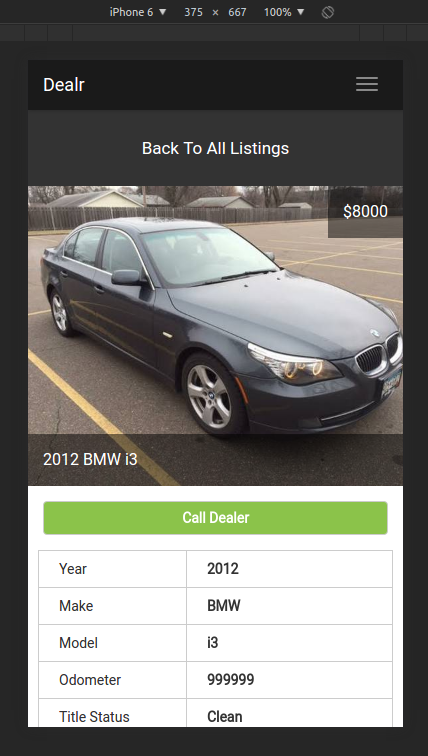 iPhone 6 ▼ 375 × 667 100% ▼
Dealr
Back To All Listings
$8000
2012 BMW i3
Call Dealer
Year 2012
Make BMW
Model i3
Odometer 999999
Title Status Clean